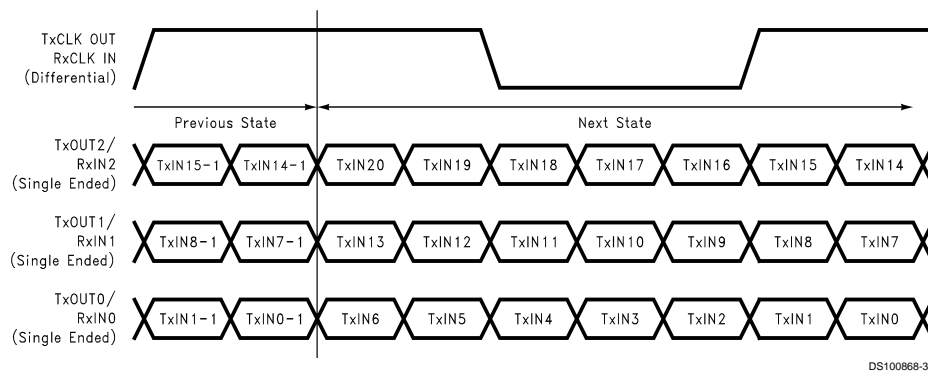 TxCLK OUT
RxCLK IN
(Differential)
Previous State
Next State
TxOUT2/
RxIN2
(Single Ended)
TxIN15-1 TxIN14-1 TxIN20 TxIN19 TxIN18 TxIN17 TxIN16 TxIN15 TxIN14
TxOUT1/
RxIN1
(Single Ended)
TxIN8-1 TxIN7-1 TxIN13 TxIN12 TxIN11 TxIN10 TxIN9 TxIN8 TxIN7
TxOUT0/
RxIN0
(Single Ended)
TxIN1-1 TxIN0-1 TxIN6 TxIN5 TxIN4 TxIN3 TxIN2 TxIN1 TxIN0
DS100868-3